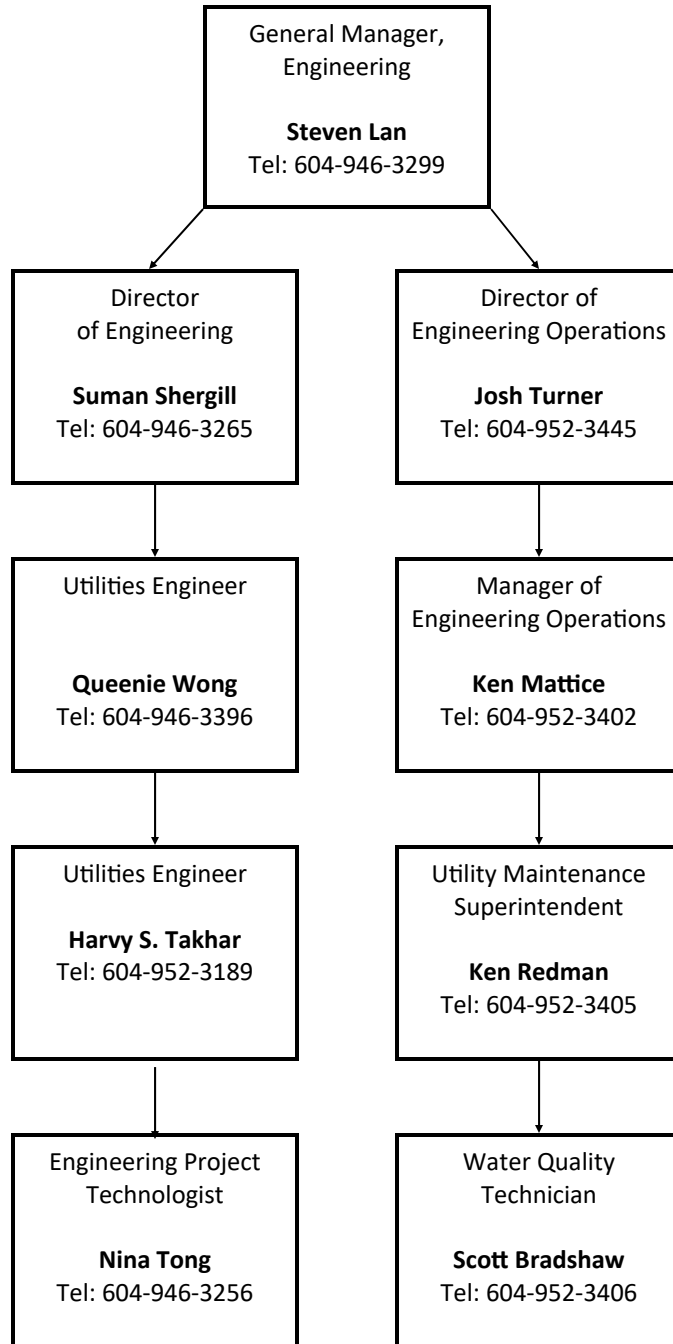 General Manager,
Engineering
Steven Lan
Tel: 604-946-3299
Director
of Engineering
Suman Shergill
Tel: 604-946-3265
Director of
Engineering Operations
Josh Turner
Tel: 604-952-3445
Utilities Engineer
Queenie Wong
Tel: 604-946-3396
Manager of
Engineering Operations
Ken Mattice
Tel: 604-952-3402
Utilities Engineer
Harvy S. Takhar
Tel: 604-952-3189
Utility Maintenance
Superintendent
Ken Redman
Tel: 604-952-3405
Engineering Project
Technologist
Nina Tong
Tel: 604-946-3256
Water Quality
Technician
Scott Bradshaw
Tel: 604-952-3406